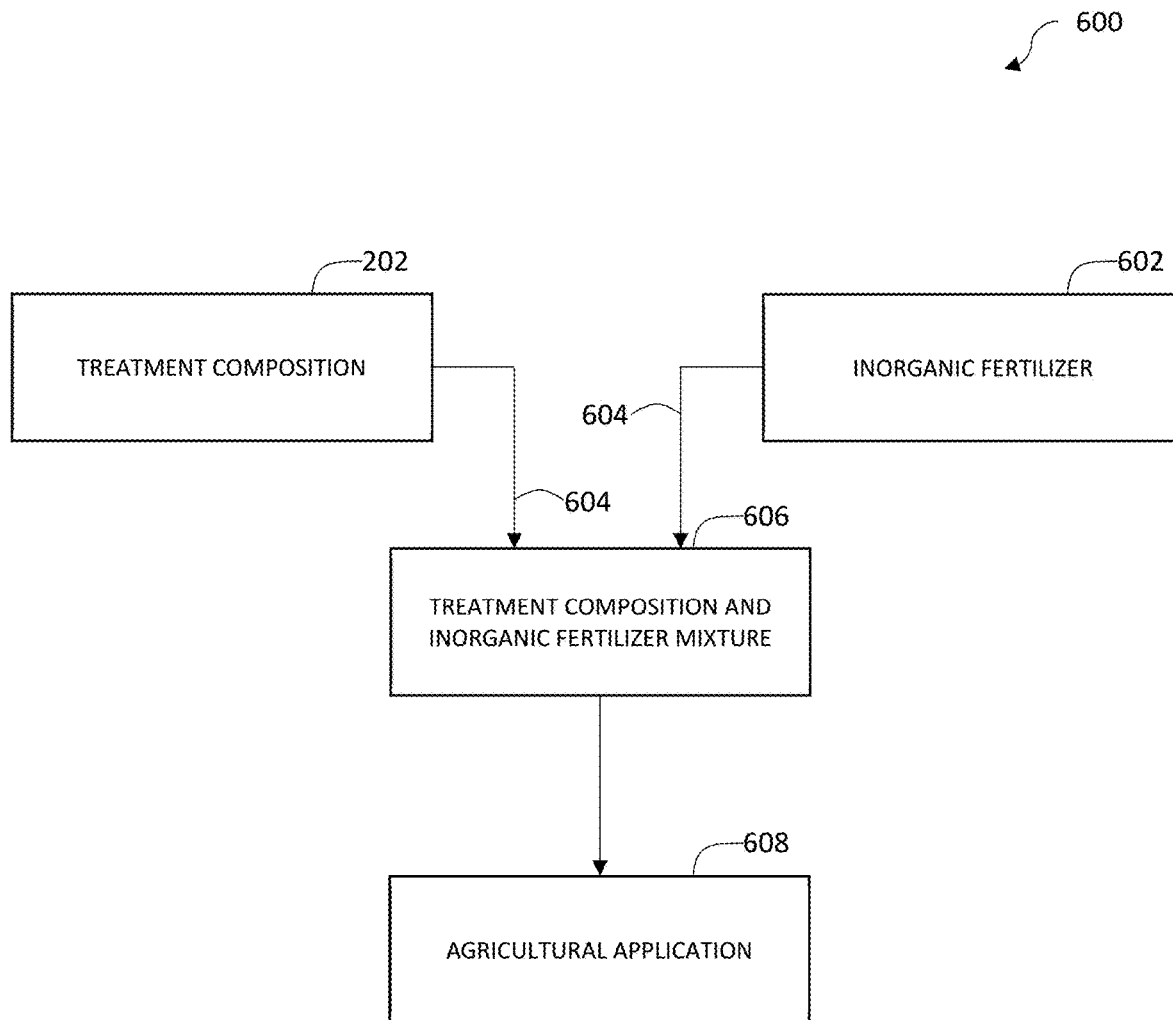 600
202
602
TREATMENT COMPOSITION
INORGANIC FERTILIZER
604
604
606
TREATMENT COMPOSITION AND
INORGANIC FERTILIZER MIXTURE
608
AGRICULTURAL APPLICATION